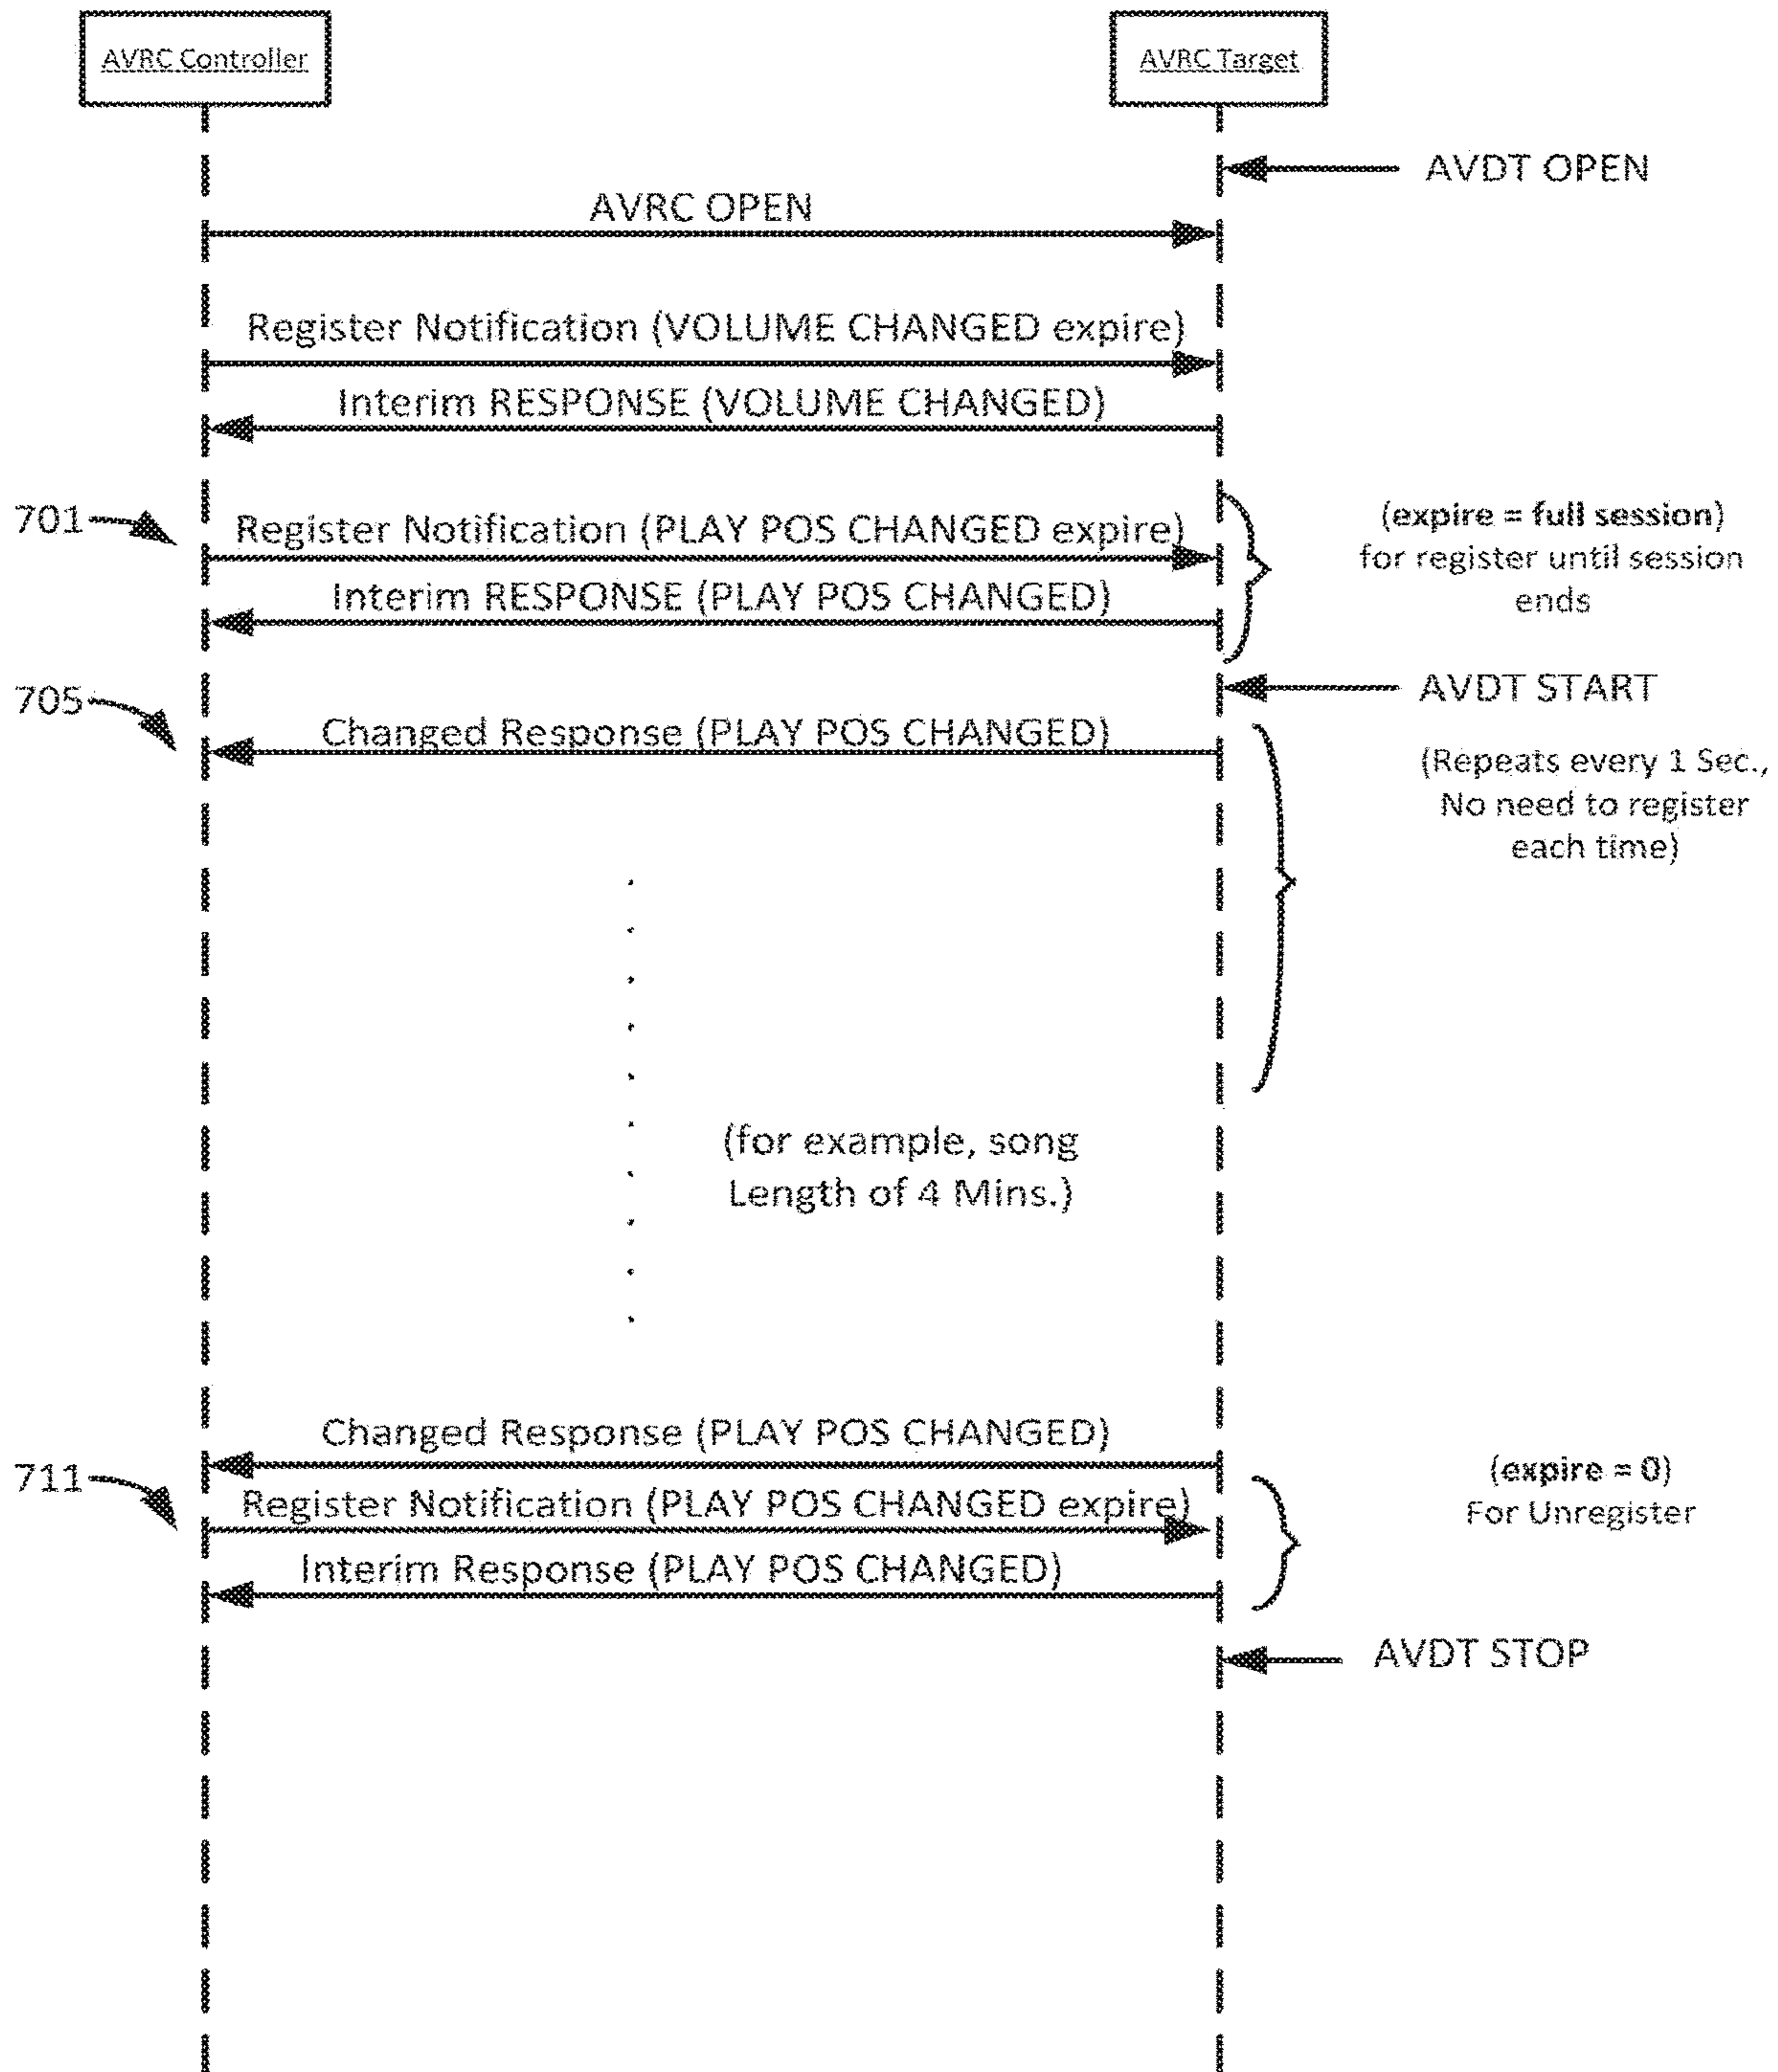 AVRC Controller
AVRC Target
AVDT OPEN
AVRC OPEN
Register Notification (VOLUME CHANGED expire)
Interim RESPONSE (VOLUME CHANGED)
701
Register Notification (PLAY POS CHANGED expire)
(expire = full session)
for register until session
ends
Interim RESPONSE (PLAY POS CHANGED)
AVDT START
705
Changed Response (PLAY POS CHANGED)
(Repeats every 1 Sec.,
No need to register
each time)
(for example, song
Length of 4 Mins.)
Changed Response (PLAY POS CHANGED)
711
Register Notification (PLAY POS CHANGED expire)
(expire = 0)
For Unregister
Interim Response (PLAY POS CHANGED)
AVDT STOP